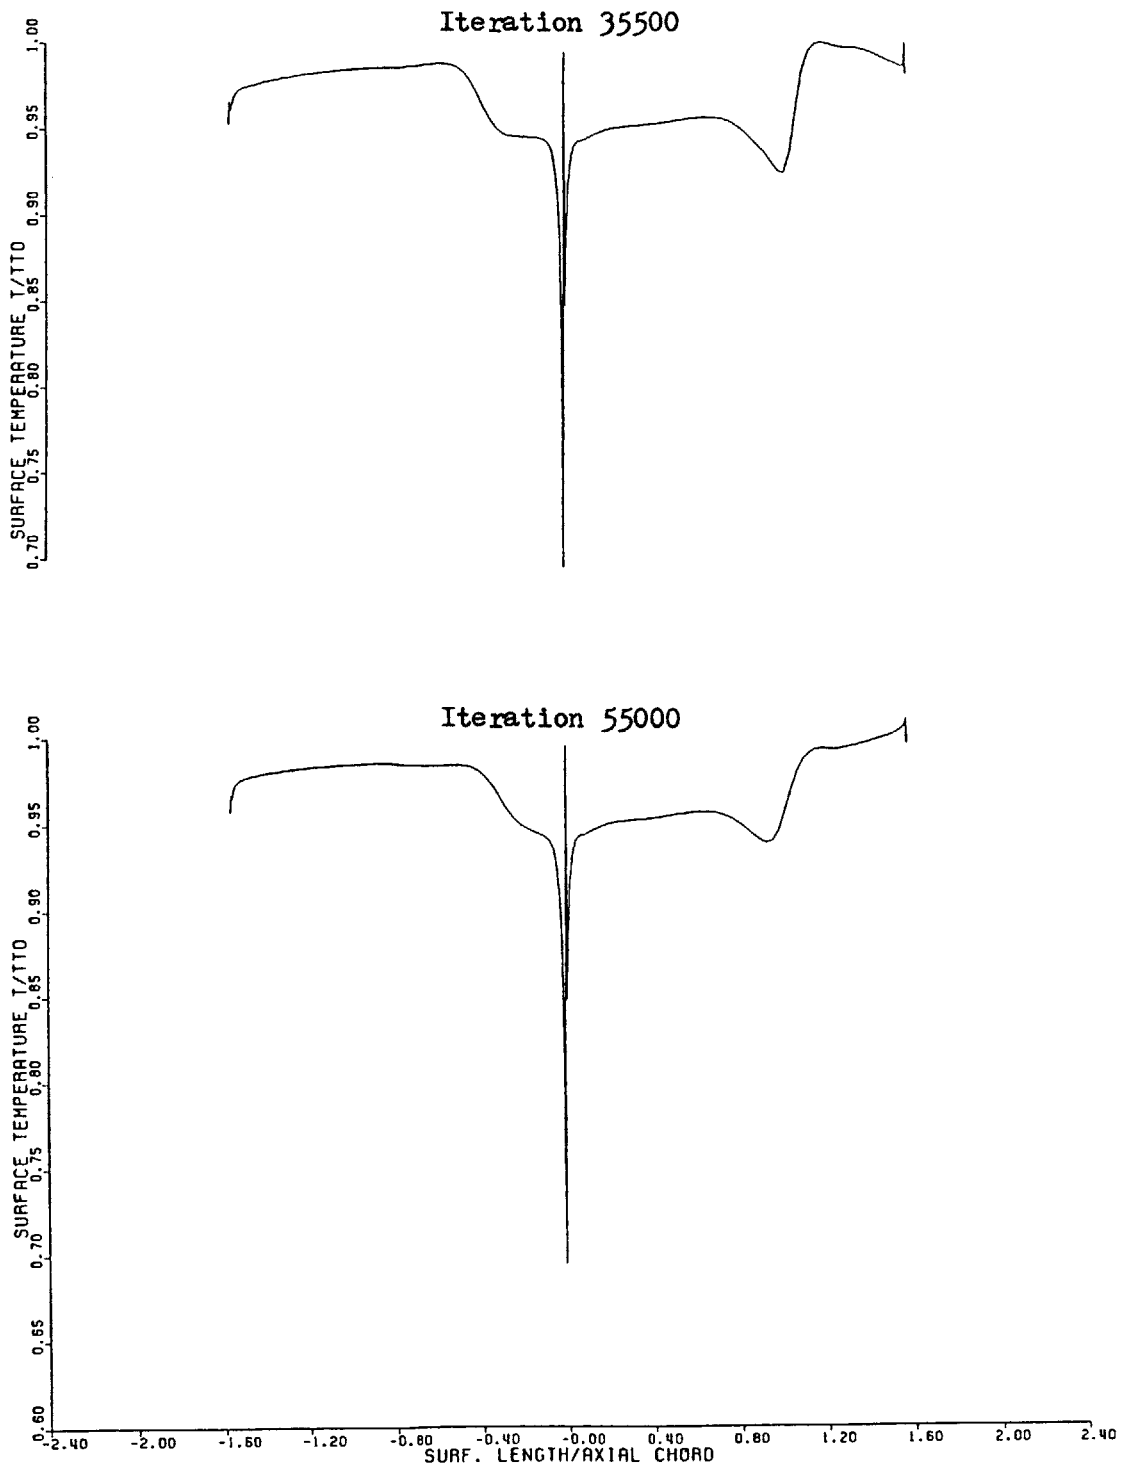 Iteration 35500
1.00
0.95
0.90
0.85
0.80
0.75
0.70
SURFACE TEMPERATURE T/TTO
Iteration 55000
1.00
0.95
0.90
0.85
0.80
0.75
0.70
0.65
0.60
SURFACE TEMPERATURE T/TTO
-2.40 -2.00 -1.60 -1.20 -0.80 -0.40 -0.00 0.40 0.80 1.20 1.60 2.00 2.40
SURF. LENGTH/AXIAL CHORD